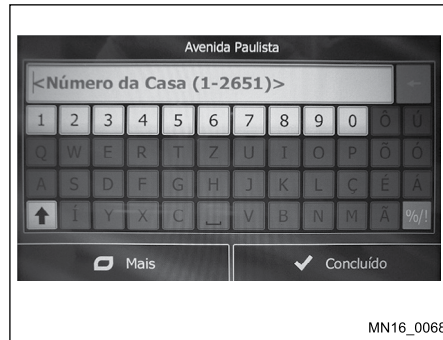 Avenida Paulista
<Número da Casa (1-2651)>
←
1 2 3 4 5 6 7 8 9 0 Ô Ú
Q W E R T Z U I O P Õ Ó
A S D F G H J K L Ç É Á
Í Y X C V B N M Ã %/!
Mais Concluído
MN16_0068